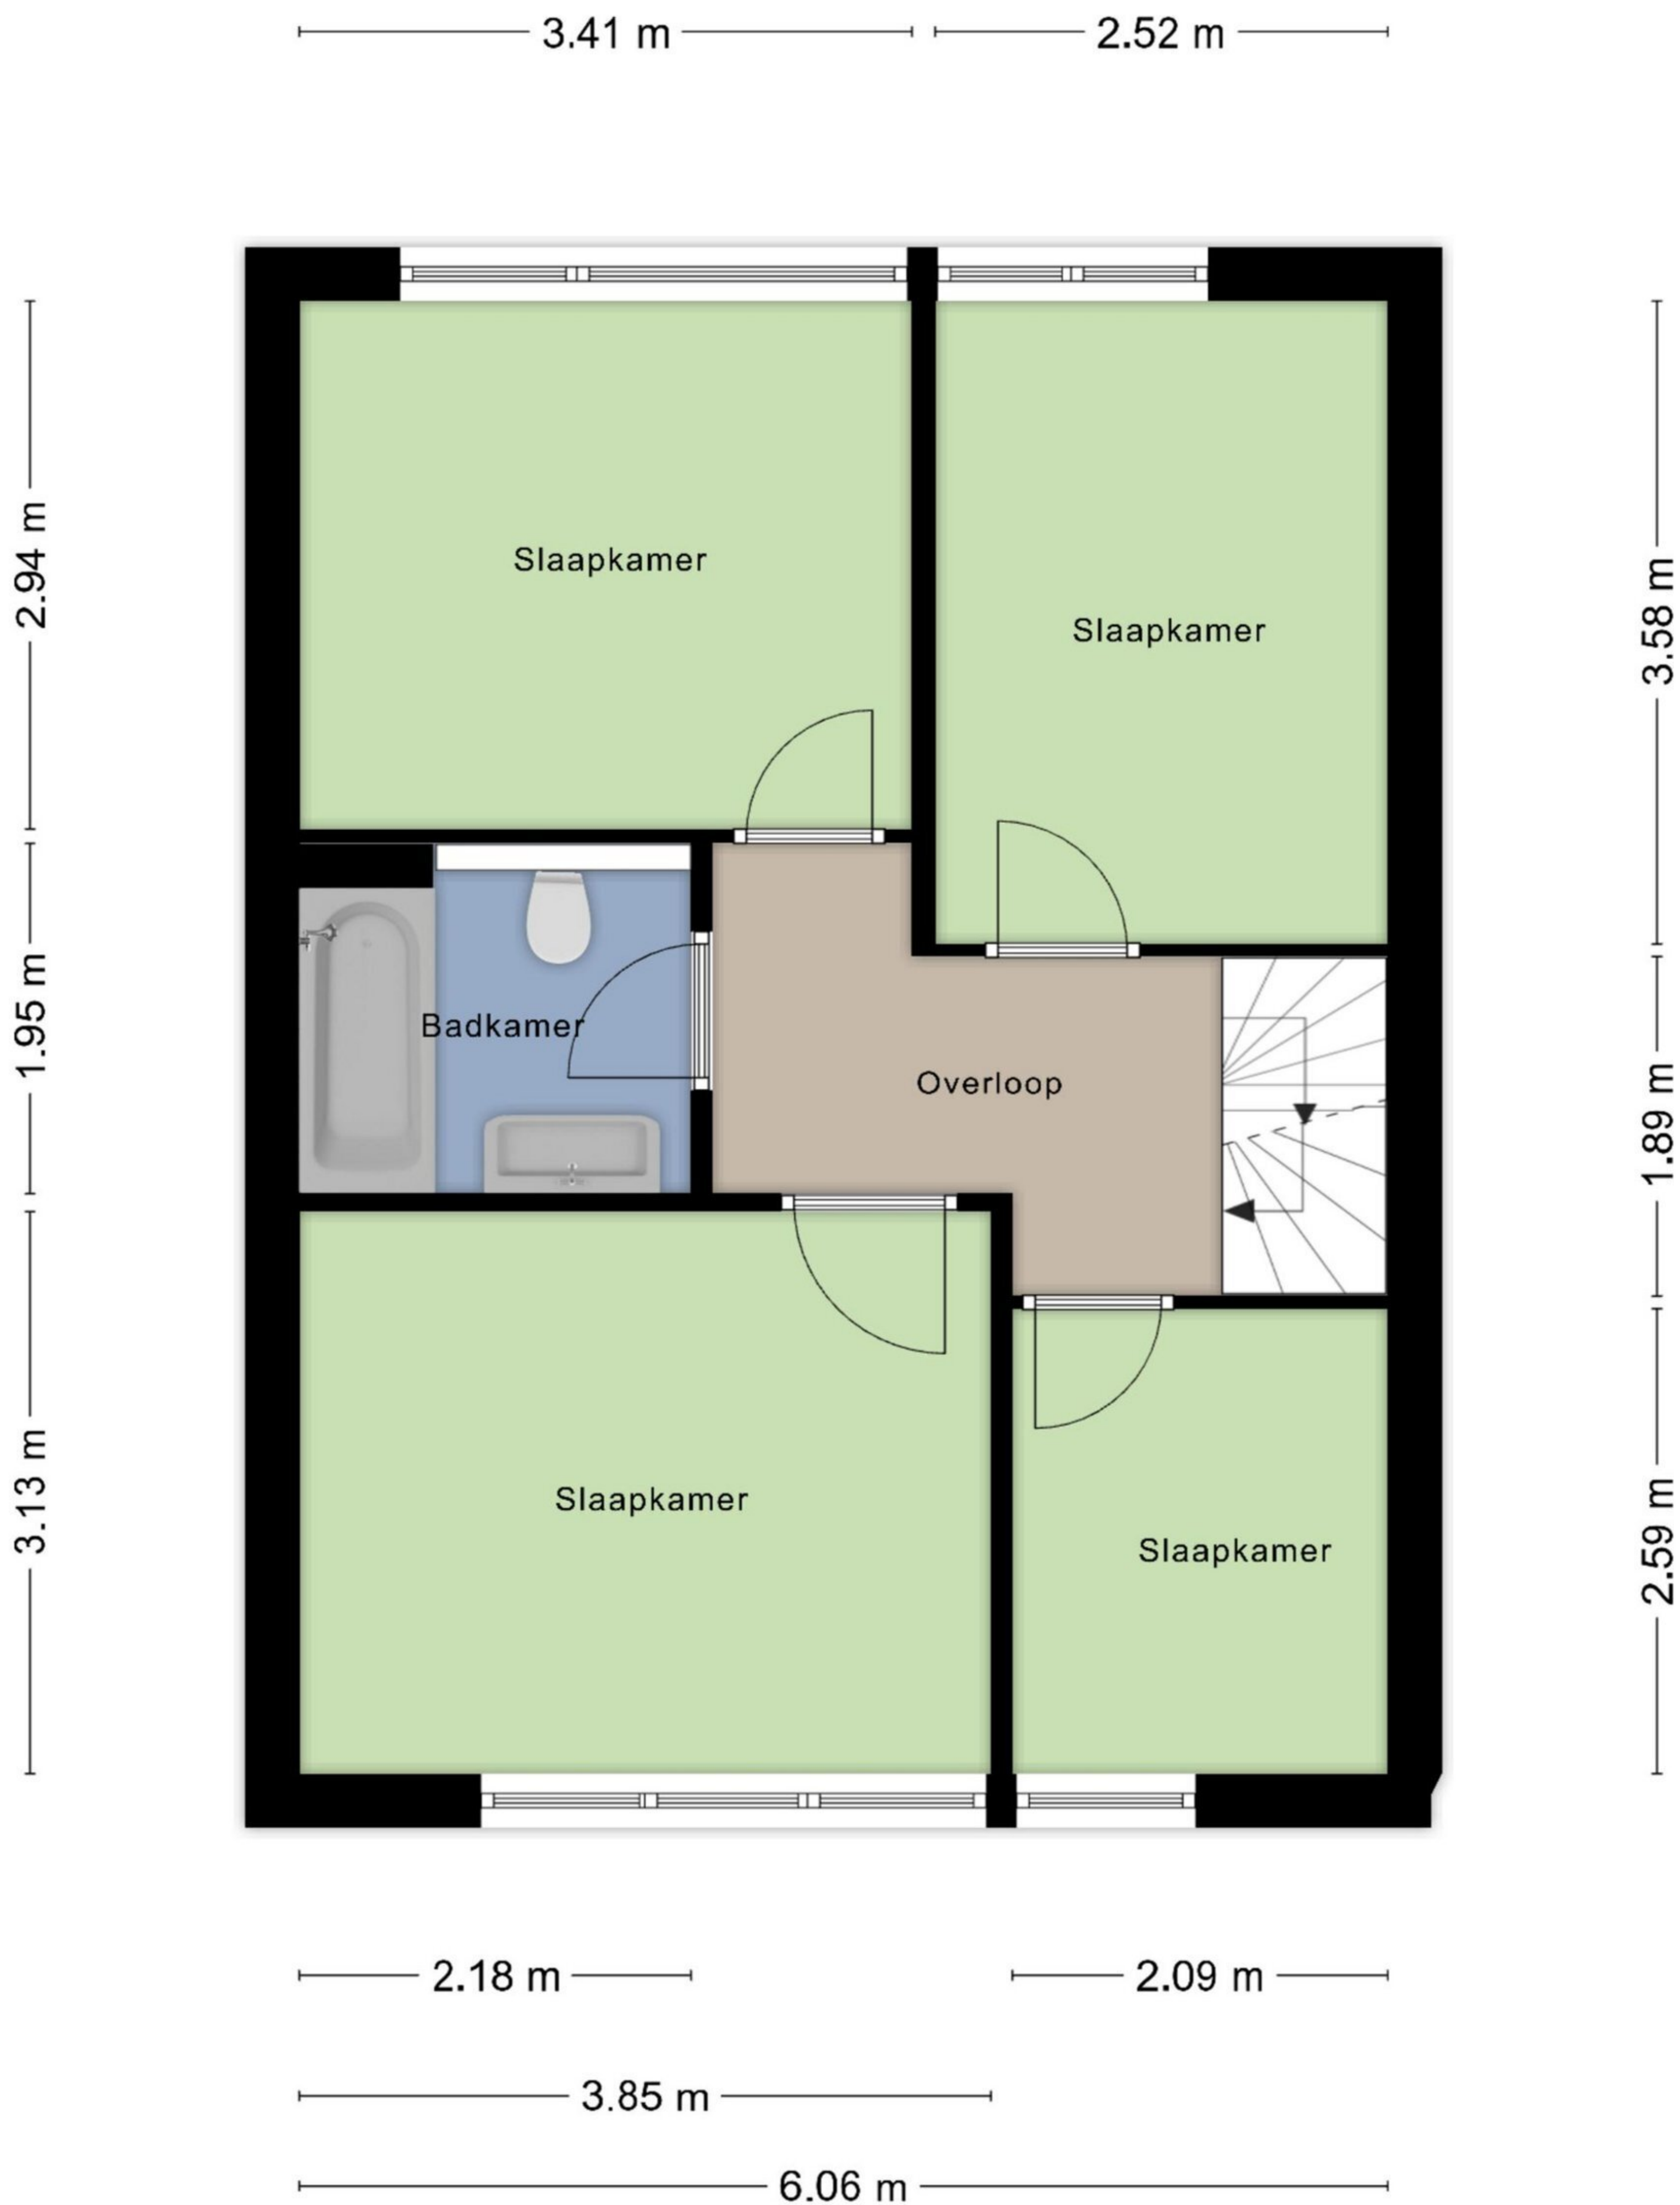 3.41 m
2.52 m
2.94 m
Slaapkamer
3.58 m
Slaapkamer
1.95 m
Badkamer
Overloop
1.89 m
3.13 m
Slaapkamer
2.59 m
Slaapkamer
2.18 m
2.09 m
3.85 m
6.06 m